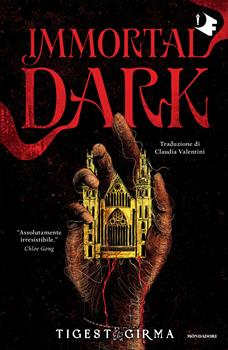 IMMORTAL
DARK
Traduzione di
Claudia Valentini
"Assolutamente
irresistibile."
Chloe Gong
TIGEST GIRMA
MONDADORI